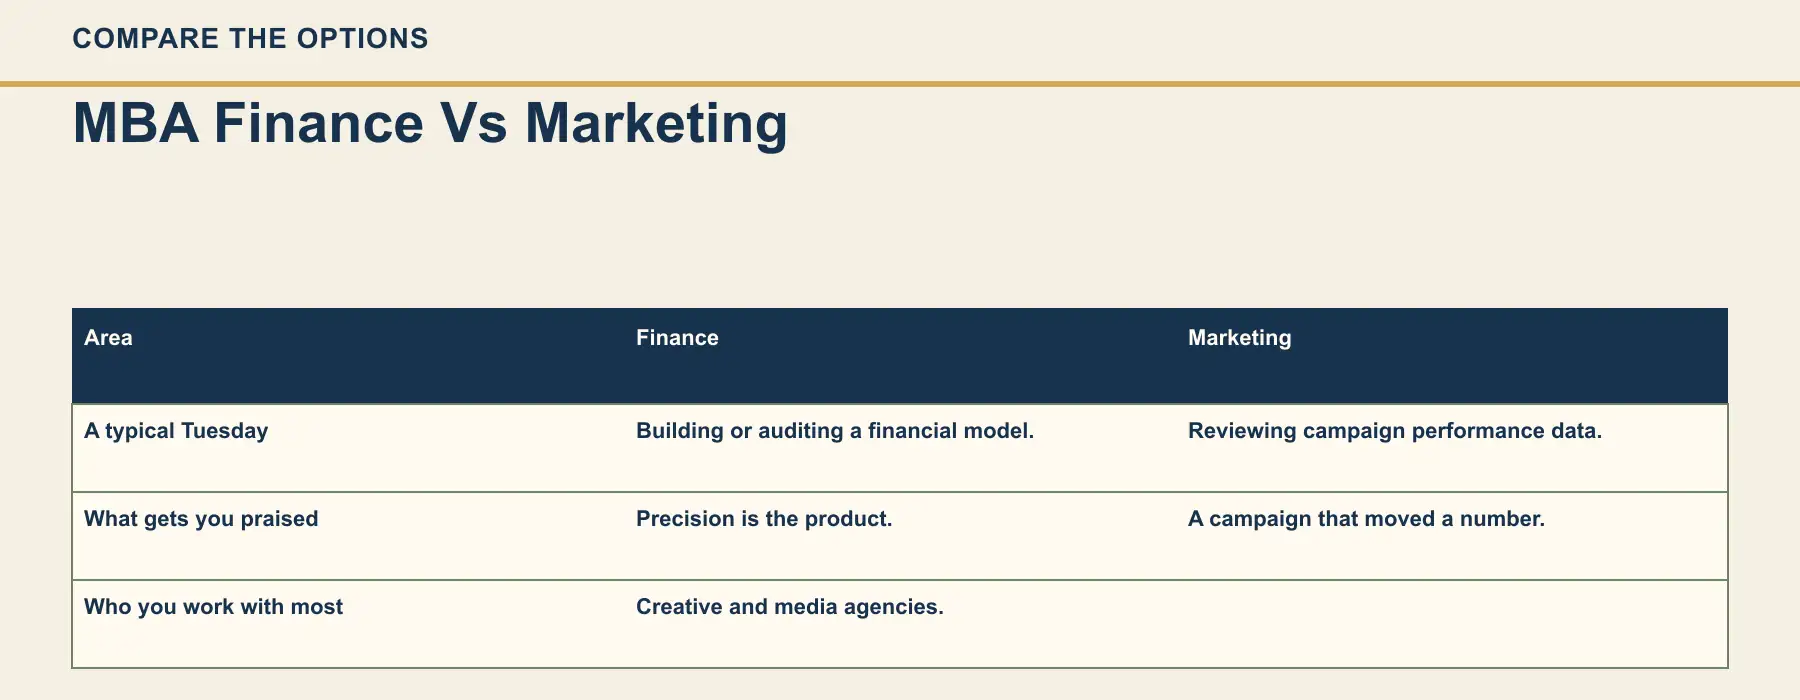 COMPARE THE OPTIONS
MBA Finance Vs Marketing
Area Finance Marketing
A typical Tuesday Building or auditing a financial model. Reviewing campaign performance data.
What gets you praised Precision is the product. A campaign that moved a number.
Who you work with most Creative and media agencies.